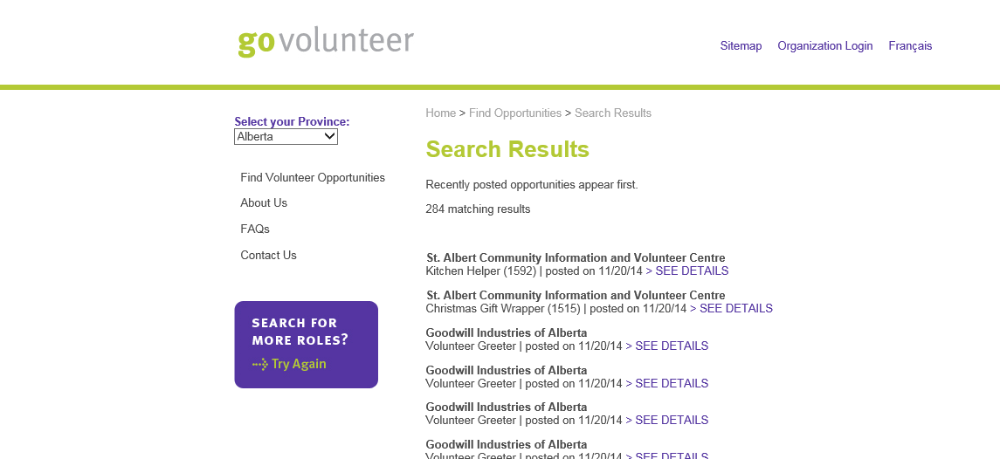 go volunteer
Sitemap Organization Login Français
Select your Province:
Alberta
Find Volunteer Opportunities
About Us
FAQs
Contact Us
SEARCH FOR
MORE ROLES?
Try Again
Home > Find Opportunities > Search Results
Search Results
Recently posted opportunities appear first.
284 matching results
St. Albert Community Information and Volunteer Centre
Kitchen Helper (1592) | posted on 11/20/14 > SEE DETAILS
St. Albert Community Information and Volunteer Centre
Christmas Gift Wrapper (1515) | posted on 11/20/14 > SEE DETAILS
Goodwill Industries of Alberta
Volunteer Greeter | posted on 11/20/14 > SEE DETAILS
Goodwill Industries of Alberta
Volunteer Greeter | posted on 11/20/14 > SEE DETAILS
Goodwill Industries of Alberta
Volunteer Greeter | posted on 11/20/14 > SEE DETAILS
Goodwill Industries of Alberta
Volunteer Greeter | posted on 11/20/14 > SEE DETAILS